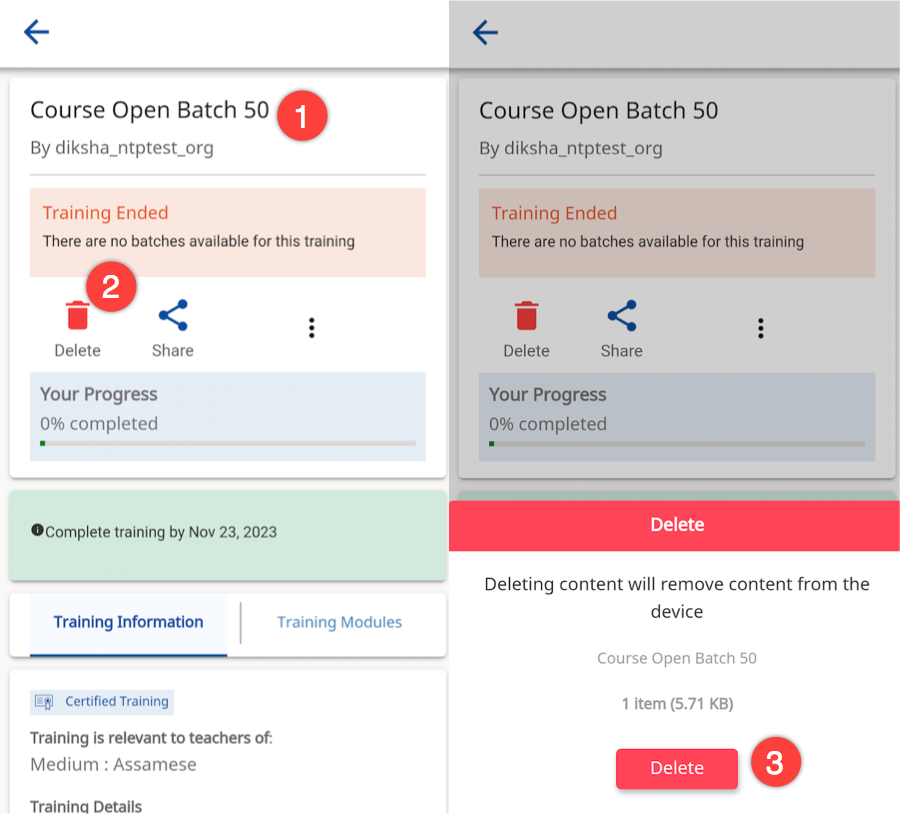 Course Open Batch 50
1
By diksha_ntptest_org
Training Ended
There are no batches available for this training
2
Delete
Share
Your Progress
0% completed
Complete training by Nov 23, 2023
Training Information
Training Modules
Certified Training
Training is relevant to teachers of:
Medium : Assamese
Training Details
Course Open Batch 50
By diksha_ntptest_org
Training Ended
There are no batches available for this training
Delete
Share
Your Progress
0% completed
Delete
Deleting content will remove content from the
device
Course Open Batch 50
1 item (5.71 KB)
Delete
3